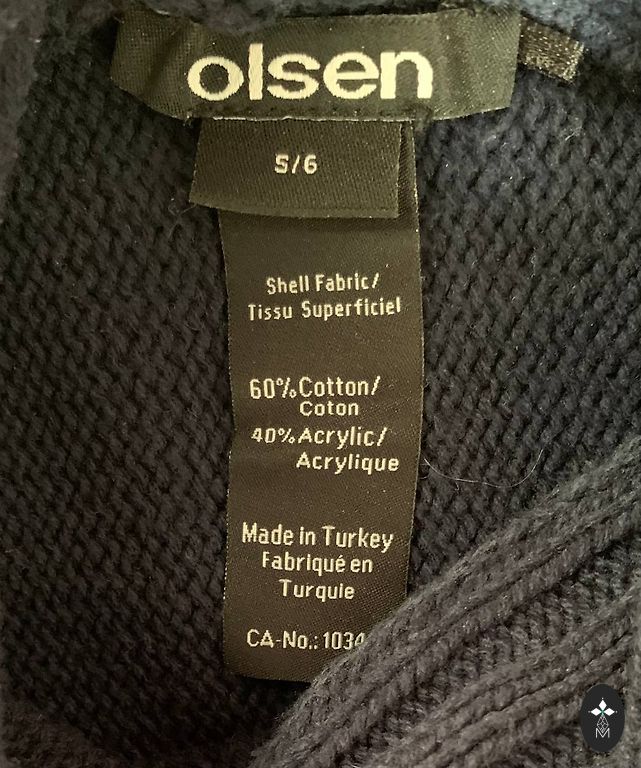 olsen
S/6
Shell Fabric/
Tissu Superficiel
60%Cotton/
Coton
40%Acrylic/
Acrylique
Made in Turkey
Fabriqué en
Turquie
CA-No.:1034